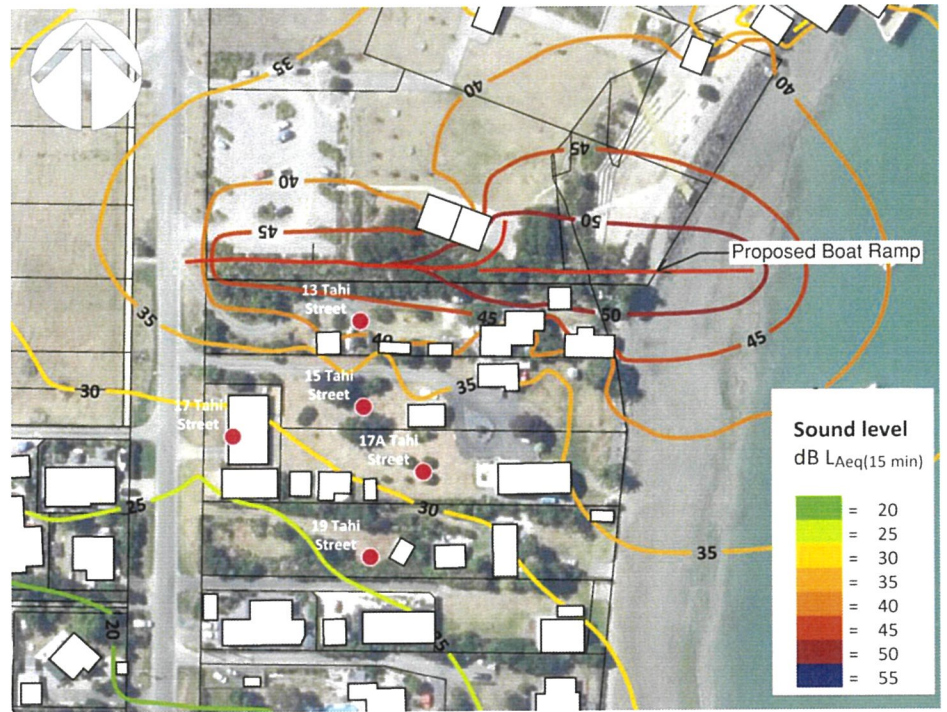 35
40
40
45
40
50
45
Proposed Boat Ramp
13 Tahi
Street
45
50
35
40
45
30
15 Tahi
Street
35
17 Tahi
Street
17A Tahi
Street
Sound level
dB LAeq(15 min)
25
30
= 20
= 25
= 30
= 35
= 40
= 45
= 50
= 55
19 Tahi
Street
35
20
25